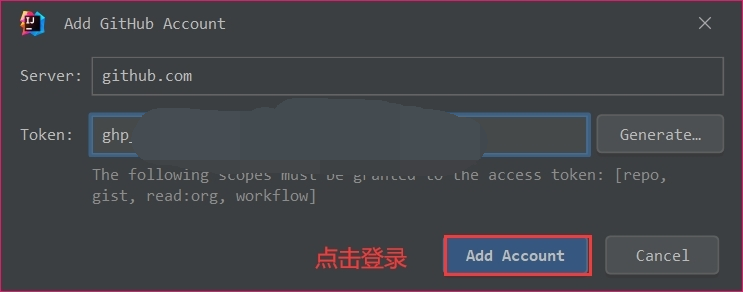 Add GitHub Account
Server: github.com
Token: ghp_ Generate...
The following scopes must be granted to the access token: [repo,
gist, read:org, workflow]
点击登录 Add Account Cancel